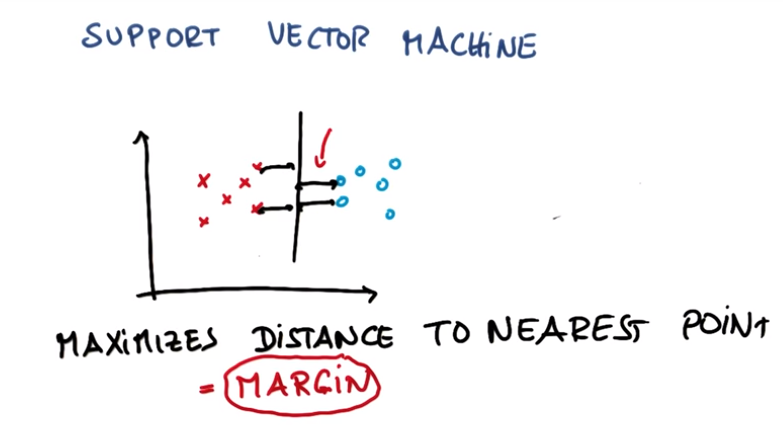 SUPPORT VECTOR MACHiNE
MAXiMIZES DiSTANCE TO NEAREST POiNT
= MARGiN